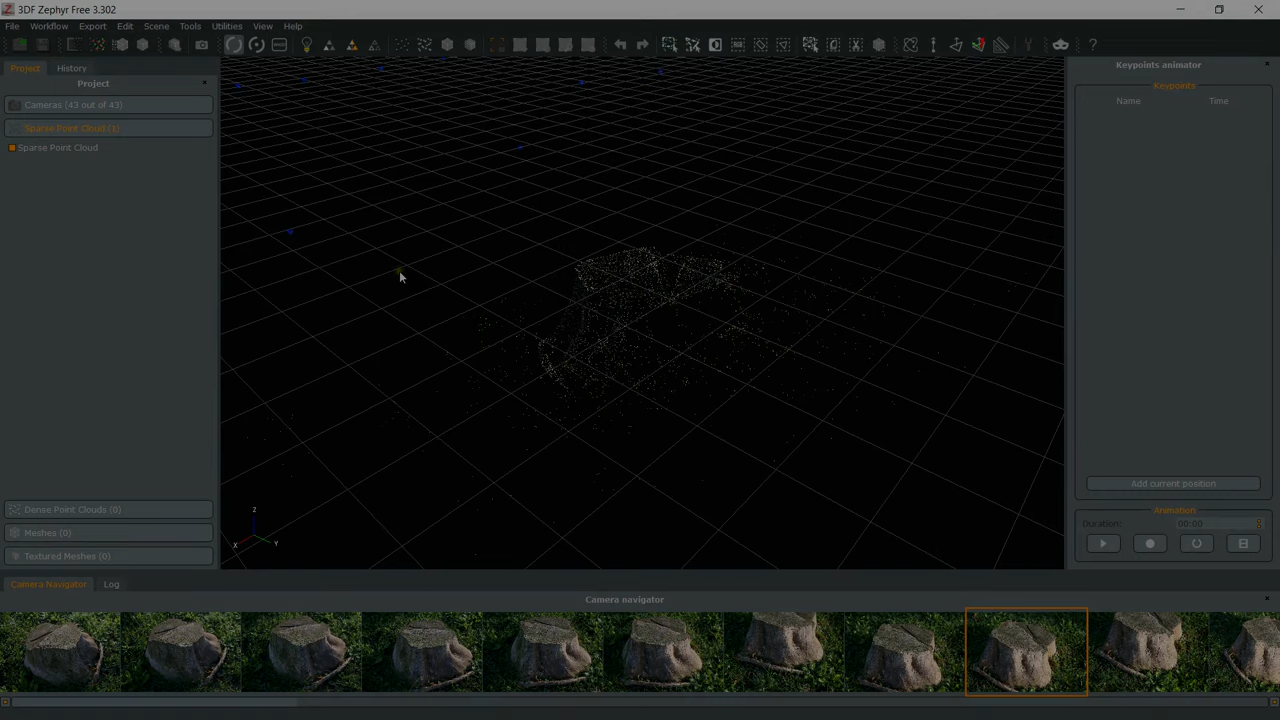 3DF Zephyr Free 3.302
File Workflow Export Edit Scene Tools Utilities View Help
Project History
Project
Cameras (43 out of 43)
Sparse Point Cloud (1)
Sparse Point Cloud
Dense Point Clouds (0)
Meshes (0)
Textured Meshes (0)
Z
X
Y
Keypoints animator
Keypoints
Name Time
Add current position
Animation
Duration: 00:00
Camera Navigator Log
Camera navigator